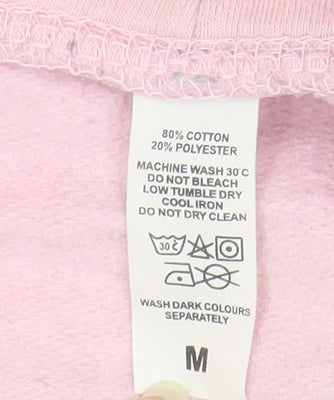 80% COTTON
20% POLYESTER
MACHINE WASH 30°C
DO NOT BLEACH
LOW TUMBLE DRY
COOL IRON
DO NOT DRY CLEAN
30°C
WASH DARK COLOURS
SEPARATELY
M